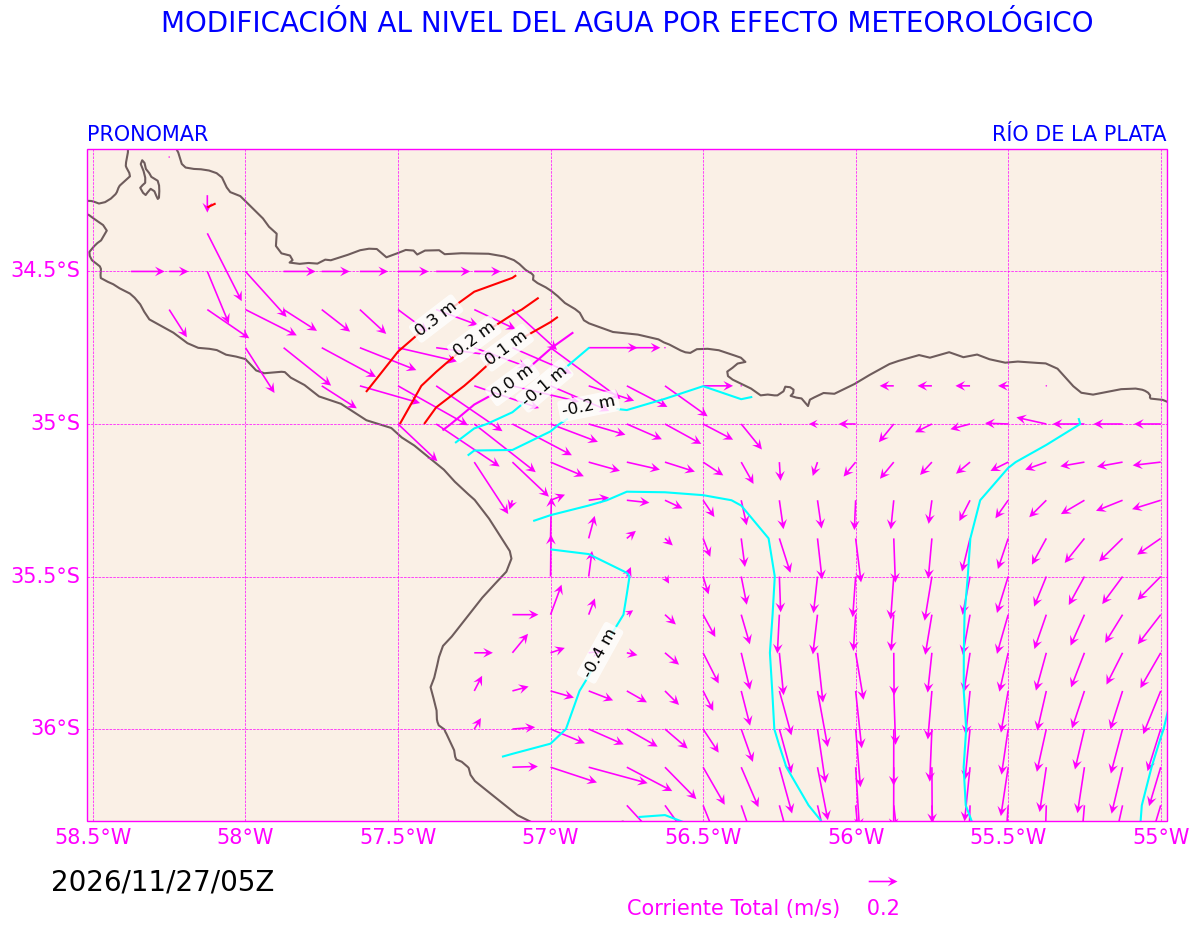 MODIFICACIÓN AL NIVEL DEL AGUA POR EFECTO METEOROLÓGICO
PRONOMAR
RÍO DE LA PLATA
34.5°S
35°S
35.5°S
36°S
0.3 m
0.2 m
0.1 m
0.0 m
-0.1 m
-0.2 m
-0.4 m
58.5°W
58°W
57.5°W
57°W
56.5°W
56°W
55.5°W
55°W
2026/11/27/05Z
Corriente Total (m/s)
0.2